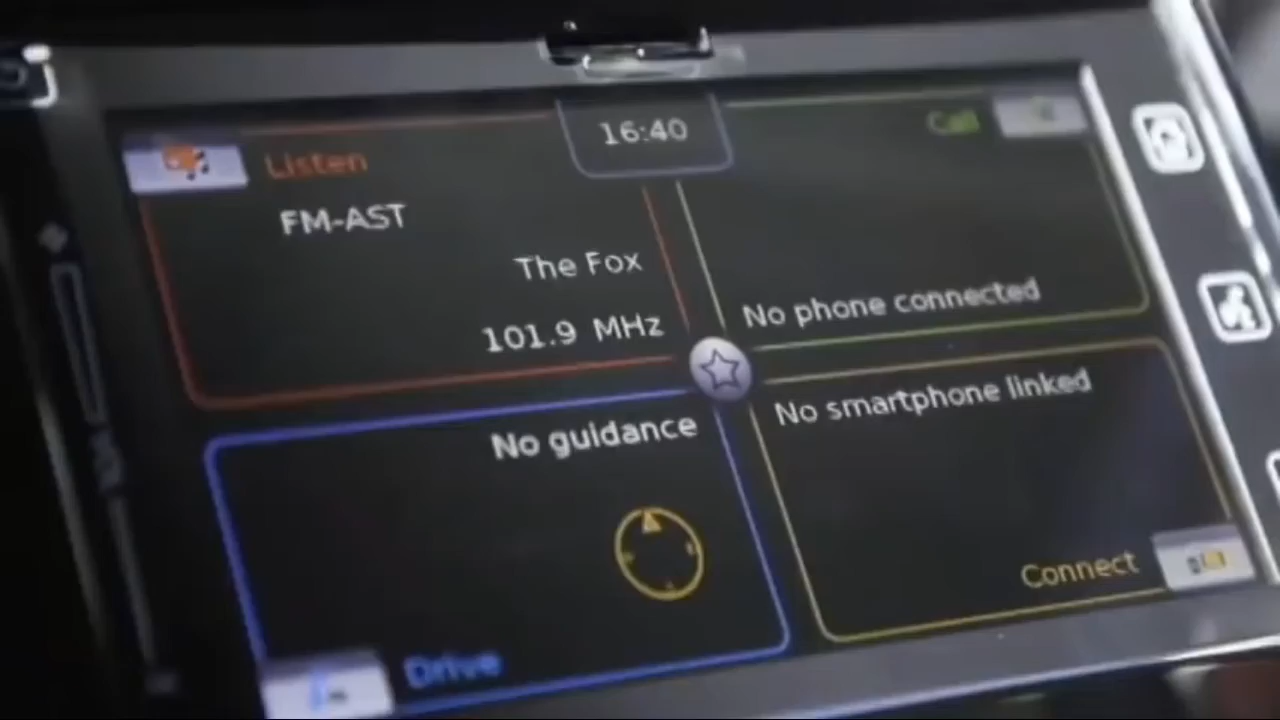 16:40
Listen
FM-AST
The Fox
101.9 MHz
Call
No phone connected
No guidance
Drive
No smartphone linked
Connect